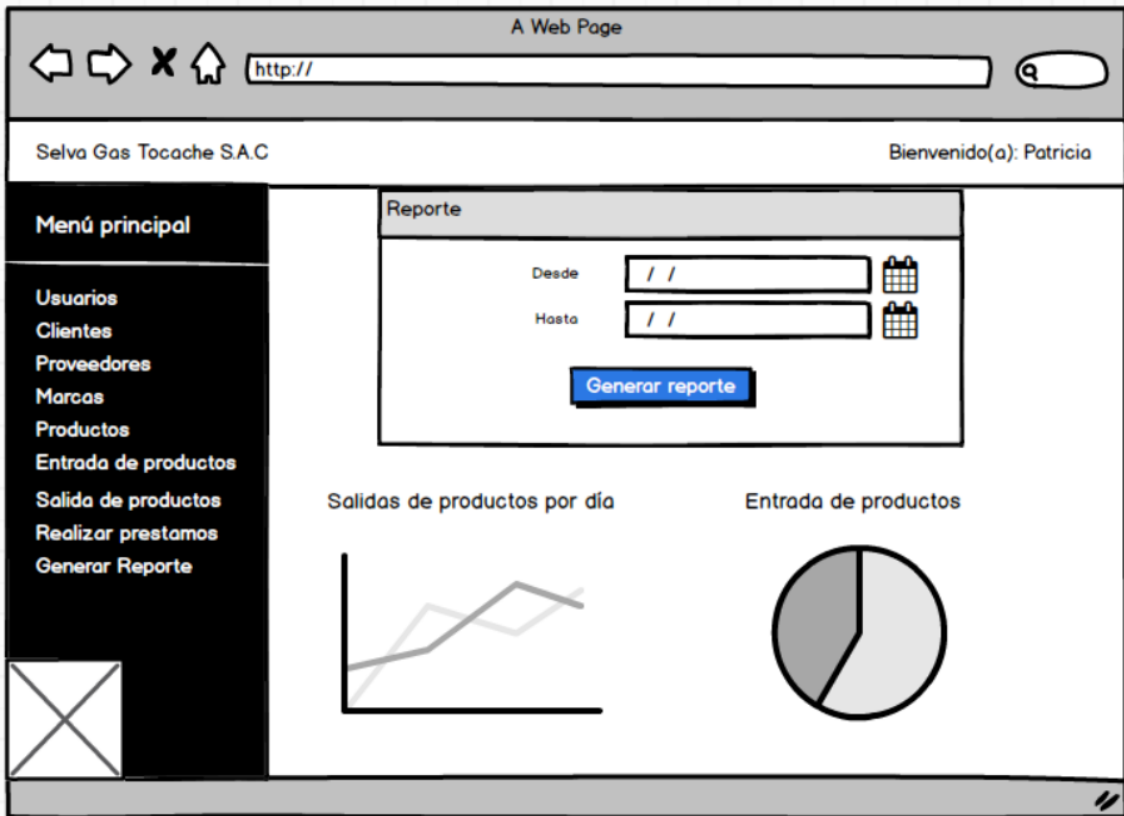 A Web Page
http://
Selva Gas Tocache S.A.C
Bienvenido(a): Patricia
Menú principal
Usuarios
Clientes
Proveedores
Marcas
Productos
Entrada de productos
Salida de productos
Realizar prestamos
Generar Reporte
Reporte
Desde / /
Hasta / /
Generar reporte
Salidas de productos por día
Entrada de productos